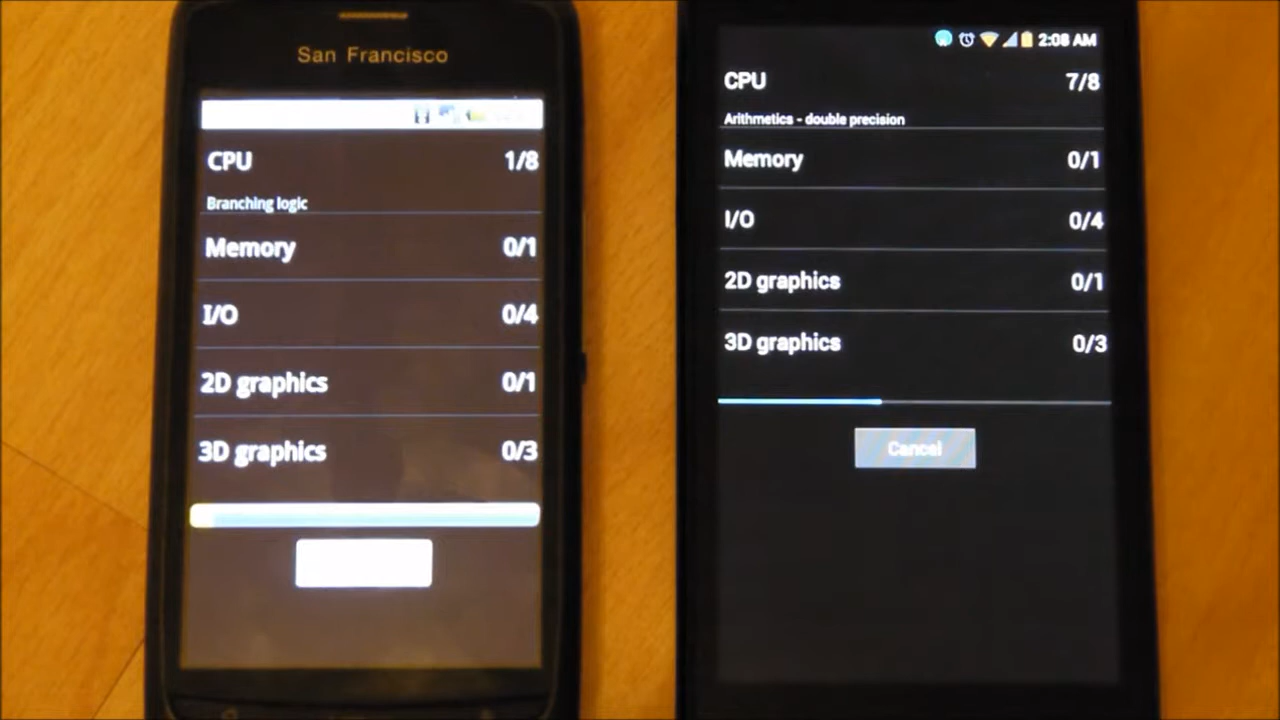 San Francisco
CPU 1/8
Branching logic
Memory 0/1
I/O 0/4
2D graphics 0/1
3D graphics 0/3
2:08 AM
CPU 7/8
Arithmetics - double precision
Memory 0/1
I/O 0/4
2D graphics 0/1
3D graphics 0/3
Cancel